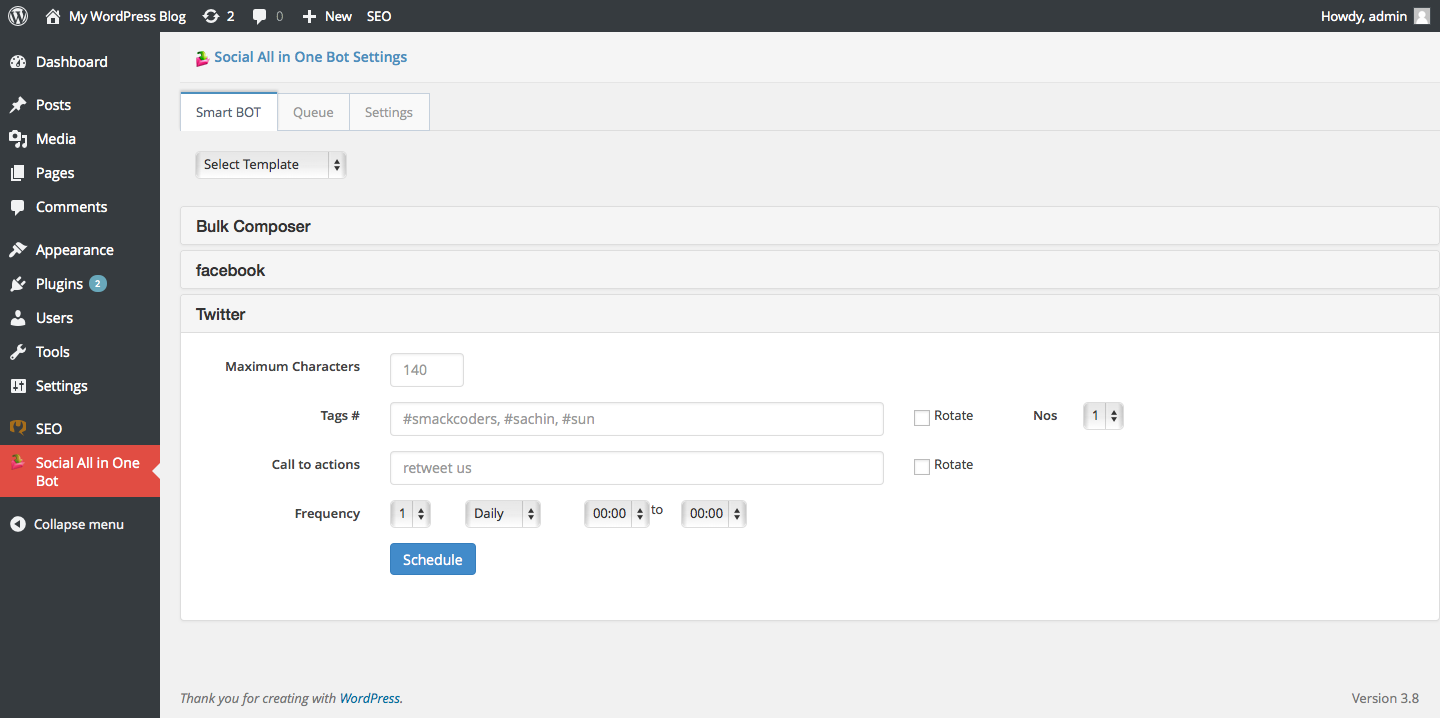 My WordPress Blog 2 0 New SEO Howdy, admin
Dashboard
Posts
Media
Pages
Comments
Appearance
Plugins 2
Users
Tools
Settings
SEO
Social All in One
Bot
Collapse menu
Social All in One Bot Settings
Smart BOT Queue Settings
Select Template
Bulk Composer
facebook
Twitter
Maximum Characters 140
Tags # #smackcoders, #sachin, #sun Rotate Nos 1
Call to actions retweet us Rotate
Frequency 1 Daily 00:00 to 00:00
Schedule
Thank you for creating with WordPress. Version 3.8